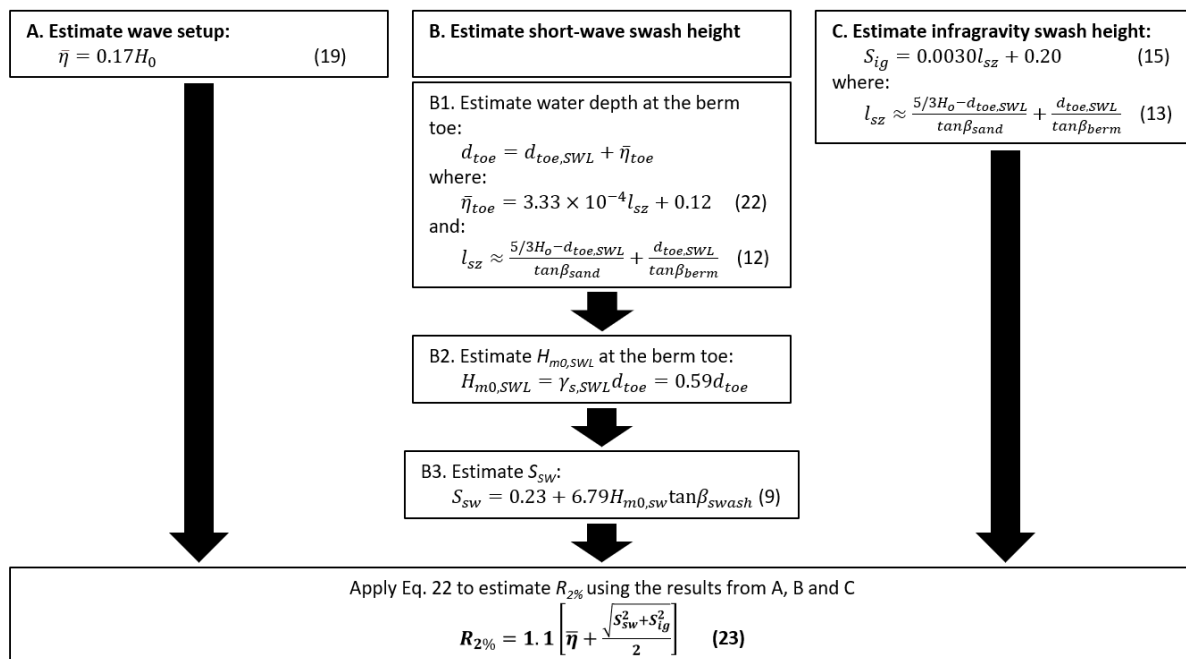 A. Estimate wave setup:
η̄ = 0.17H₀ (19)
B. Estimate short-wave swash height
B1. Estimate water depth at the berm
toe:
d_toe = d_toe,SWL + η̄_toe
where:
η̄_toe = 3.33 × 10⁻⁴l_sz + 0.12 (22)
and:
l_sz ≈ (5/3H_o−d_toe,SWL)/(tanβ_sand) + (d_toe,SWL)/(tanβ_berm) (12)
B2. Estimate H_m0,SWL at the berm toe:
H_m0,SWL = γ_s,SWL d_toe = 0.59d_toe
B3. Estimate S_SW:
S_sw = 0.23 + 6.79H_m0,sw tanβ_swash (9)
C. Estimate infragravity swash height:
S_ig = 0.0030l_sz + 0.20 (15)
where:
l_sz ≈ (5/3H_o−d_toe,SWL)/(tanβ_sand) + (d_toe,SWL)/(tanβ_berm) (13)
Apply Eq. 22 to estimate R_2% using the results from A, B and C
R_2% = 1.1[η̄ + √(S²_sw+S²_ig)/2] (23)